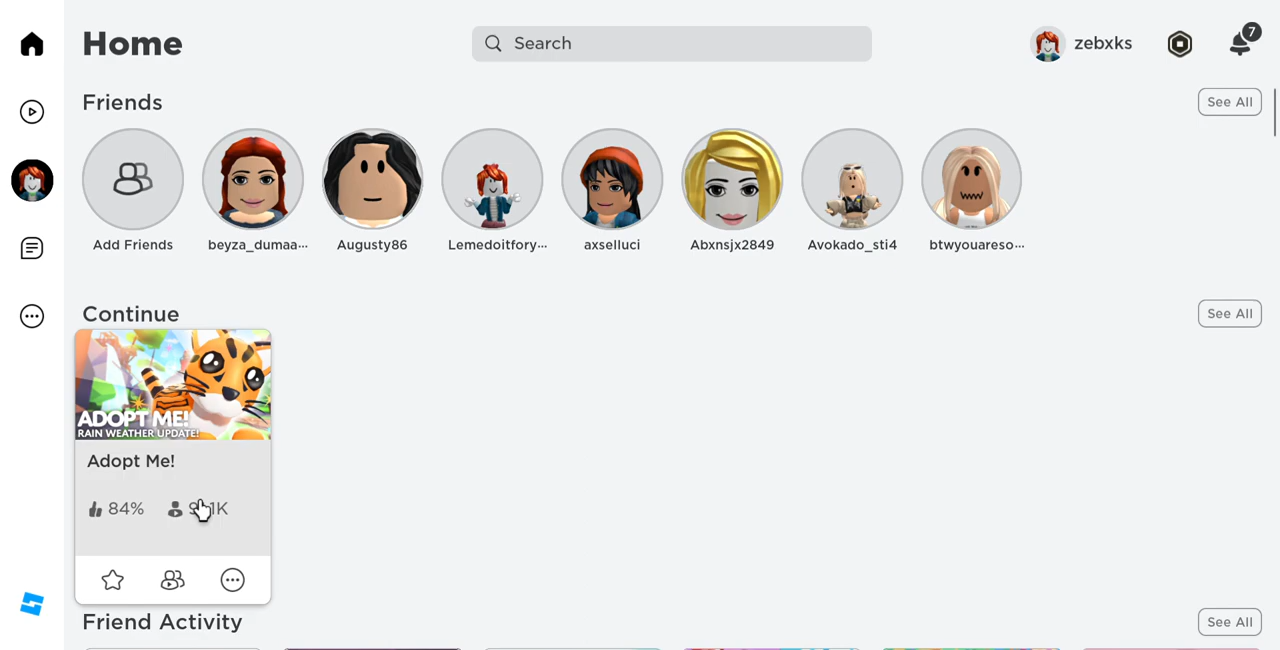 Home
Search
zebxks
7
Friends
See All
Add Friends
beyza_dumaa...
Augusty86
Lemedoitfory...
axselluci
Abxnsjx2849
Avokado_sti4
btwyouareso...
Continue
See All
ADOPT ME!
RAIN WEATHER UPDATE!
Adopt Me!
84%
Friend Activity
See All